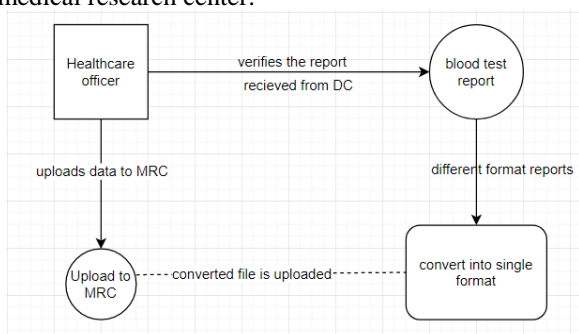 medical research center.
Healthcare
officer
verifies the report
recieved from DC
blood test
report
uploads data to MRC
different format reports
Upload to
MRC
converted file is uploaded
convert into single
format